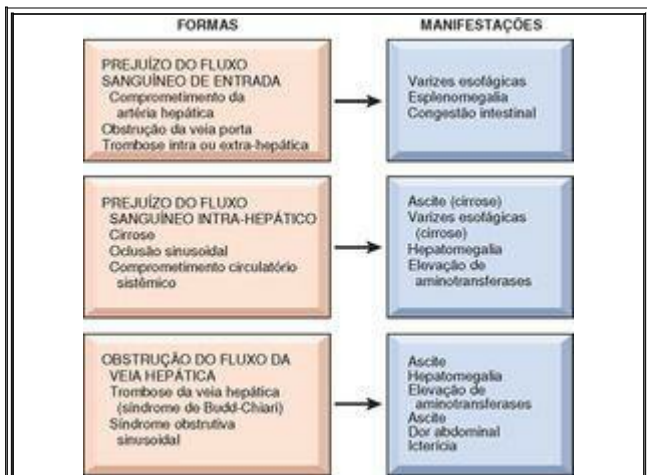 FORMAS
MANIFESTAÇÕES
PREJUÍZO DO FLUXO
SANGUÍNEO DE ENTRADA
Comprometimento da
artéria hepática
Obstrução da veia porta
Trombose intra ou extra-hepática
Varizes esofágicas
Esplenomegalia
Congestão intestinal
PREJUÍZO DO FLUXO
SANGUÍNEO INTRA-HEPÁTICO
Cirrose
Oclusão sinusoidal
Comprometimento circulatório
sistêmico
Ascite (cirrose)
Varizes esofágicas
(cirrose)
Hepatomegalia
Elevação de
aminotransferases
OBSTRUÇÃO DO FLUXO DA
VEIA HEPÁTICA
Trombose da veia hepática
(síndrome de Budd-Chiari)
Síndrome obstrutiva
sinusoidal
Ascite
Hepatomegalia
Elevação de
aminotransferases
Ascite
Dor abdominal
Icterícia